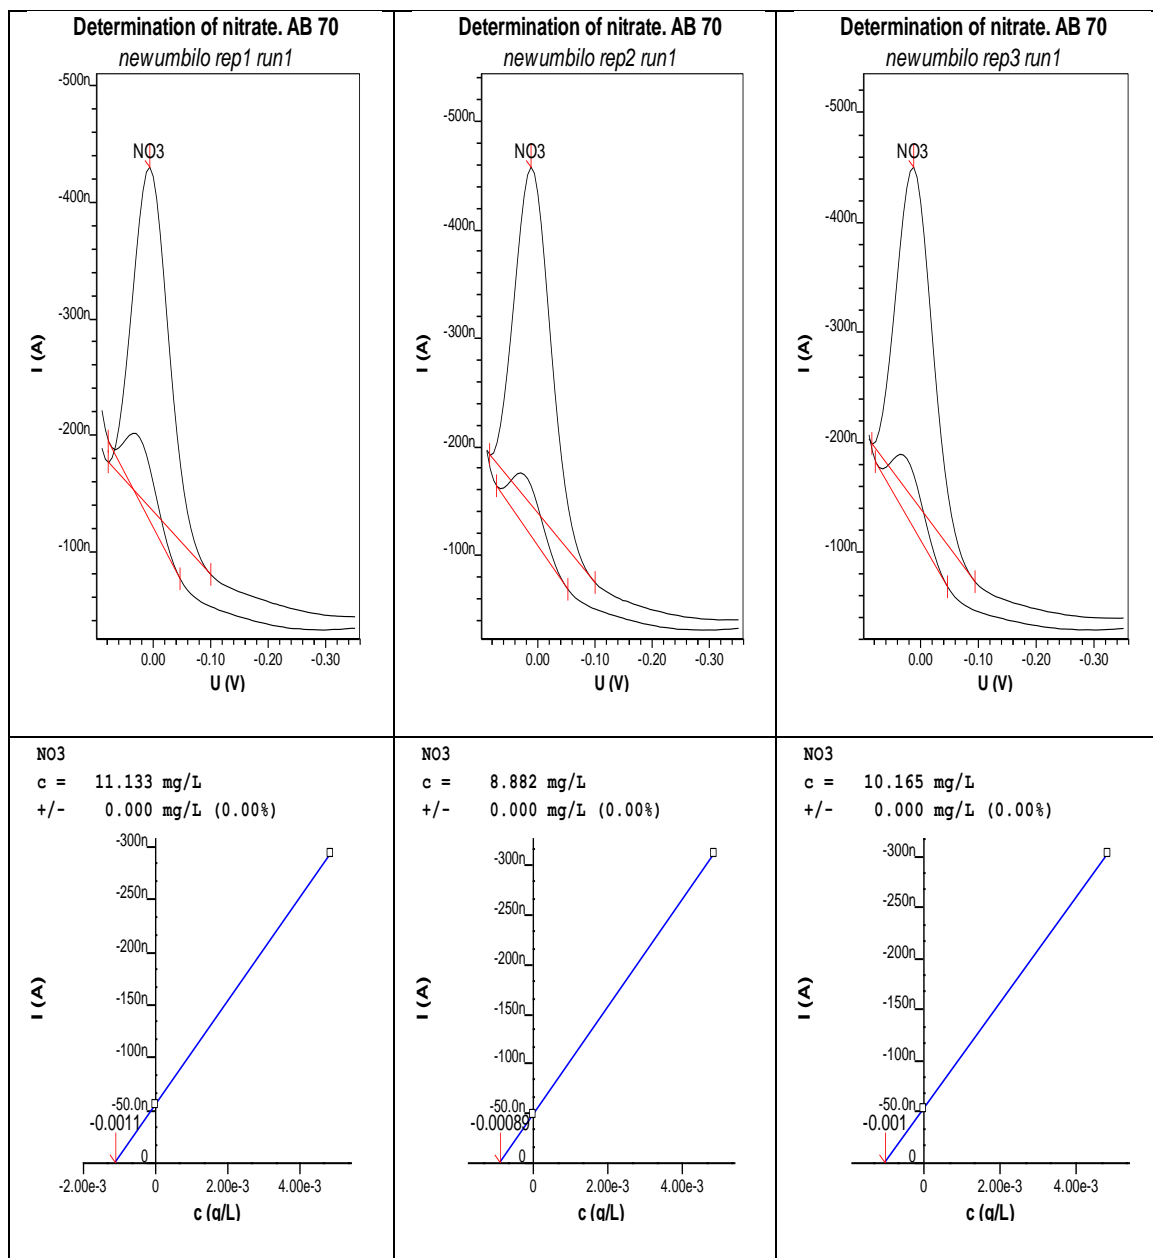 Determination of nitrate. AB 70
newumbilo rep1 run1
-500n
NO3
-400n
-300n
I (A)
-200n
-100n
0.00 -0.10 -0.20 -0.30
U (V)
Determination of nitrate. AB 70
newumbilo rep2 run1
-500n
NO3
-400n
-300n
I (A)
-200n
-100n
0.00 -0.10 -0.20 -0.30
U (V)
Determination of nitrate. AB 70
newumbilo rep3 run1
-500n
NO3
-400n
-300n
I (A)
-200n
-100n
0.00 -0.10 -0.20 -0.30
U (V)
NO3
c = 11.133 mg/L
+/- 0.000 mg/L (0.00%)
-300n
-250n
-200n
I (A)
-150n
-100n
-50.0n
-0.0011
0
-2.00e-3 0 2.00e-3 4.00e-3
c (g/L)
NO3
c = 8.882 mg/L
+/- 0.000 mg/L (0.00%)
-300n
-250n
-200n
I (A)
-150n
-100n
-50.0n
-0.00089
0
0 2.00e-3 4.00e-3
c (g/L)
NO3
c = 10.165 mg/L
+/- 0.000 mg/L (0.00%)
-300n
-250n
-200n
I (A)
-150n
-100n
-50.0n
-0.001
0
0 2.00e-3 4.00e-3
c (g/L)